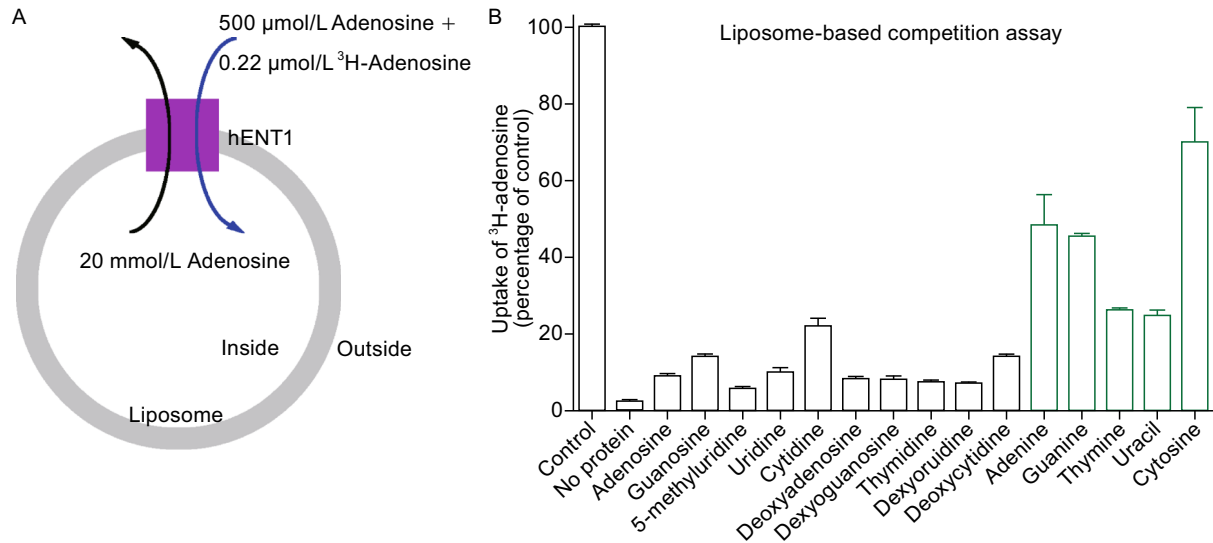 A
500 µmol/L Adenosine +
0.22 µmol/L ³H-Adenosine
hENT1
20 mmol/L Adenosine
Inside
Outside
Liposome
B
Liposome-based competition assay
Uptake of ³H-adenosine
(percentage of control)
100
80
60
40
20
0
Control
No protein
Adenosine
Guanosine
5-methyluridine
Uridine
Cytidine
Deoxyadenosine
Dexyoguanosine
Thymidine
Dexyoruidine
Deoxycytidine
Adenine
Guanine
Thymine
Uracil
Cytosine